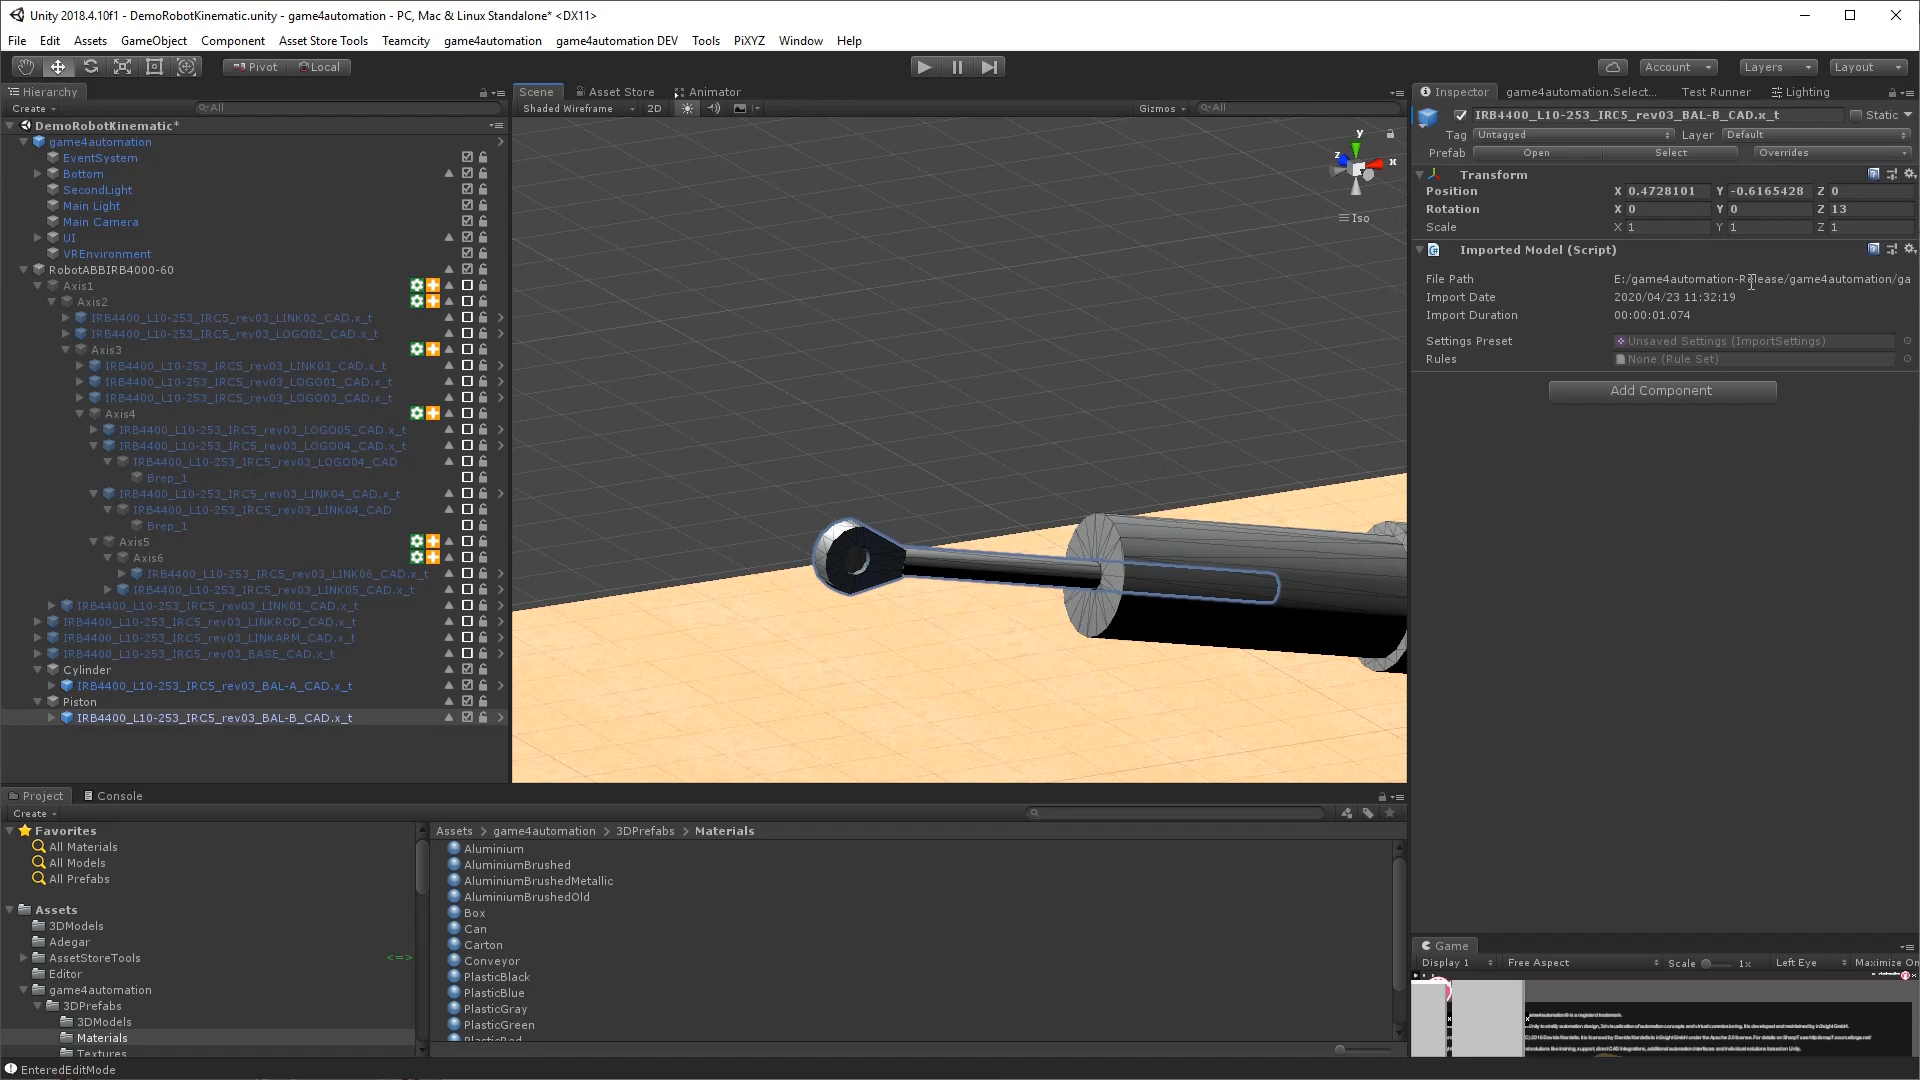 Unity 2018.4.10f1 - DemoRobotKinematic.unity - game4automation - PC, Mac & Linux Standalone* <DX11>
File Edit Assets GameObject Component Asset Store Tools Teamcity game4automation game4automation DEV Tools PiXYZ Window Help
Pivot Local Account Layers Layout
Hierarchy
Create All
DemoRobotKinematic*
game4automation
EventSystem
Bottom
SecondLight
Main Light
Main Camera
UI
VREnvironment
RobotABBIRB4000-60
Axis1
Axis2
IRB4400_L10-253_IRC5_rev03_LINK02_CAD.x_t
IRB4400_L10-253_IRC5_rev03_LOGO02_CAD.x_t
Axis3
IRB4400_L10-253_IRC5_rev03_LINK03_CAD.x_t
IRB4400_L10-253_IRC5_rev03_LOGO01_CAD.x_t
IRB4400_L10-253_IRC5_rev03_LOGO03_CAD.x_t
Axis4
IRB4400_L10-253_IRC5_rev03_LOGO05_CAD.x_t
IRB4400_L10-253_IRC5_rev03_LOGO04_CAD.x_t
IRB4400_L10-253_IRC5_rev03_LOGO04_CAD
Brep_1
IRB4400_L10-253_IRC5_rev03_LINK04_CAD.x_t
IRB4400_L10-253_IRC5_rev03_LINK04_CAD
Brep_1
Axis5
Axis6
IRB4400_L10-253_IRC5_rev03_LINK06_CAD.x_t
IRB4400_L10-253_IRC5_rev03_LINK05_CAD.x_t
IRB4400_L10-253_IRC5_rev03_LINK01_CAD.x_t
IRB4400_L10-253_IRC5_rev03_LINKROD_CAD.x_t
IRB4400_L10-253_IRC5_rev03_LINKARM_CAD.x_t
IRB4400_L10-253_IRC5_rev03_BASE_CAD.x_t
Cylinder
IRB4400_L10-253_IRC5_rev03_BAL-A_CAD.x_t
Piston
IRB4400_L10-253_IRC5_rev03_BAL-B_CAD.x_t
Scene Asset Store Animator
Shaded Wireframe 2D Gizmos All
y
z x
Iso
Inspector game4automation.Select... Test Runner Lighting
IRB4400_L10-253_IRC5_rev03_BAL-B_CAD.x_t Static
Tag Untagged Layer Default
Prefab Open Select Overrides
Transform
Position X 0.4728101 Y -0.6165428 Z 0
Rotation X 0 Y 0 Z 13
Scale X 1 Y 1 Z 1
Imported Model (Script)
File Path E:/game4automation-Release/game4automation/ga
Import Date 2020/04/23 11:32:19
Import Duration 00:00:01.074
Settings Preset Unsaved Settings (ImportSettings)
Rules None (Rule Set)
Add Component
Project Console
Create
Favorites
All Materials
All Models
All Prefabs
Assets
3DModels
Adegar
AssetStoreTools <=>
Editor
game4automation
3DPrefabs
3DModels
Materials
Textures
Assets > game4automation > 3DPrefabs > Materials
Aluminium
AluminiumBrushed
AluminiumBrushedMetallic
AluminiumBrushedOld
Box
Can
Carton
Conveyor
PlasticBlack
PlasticBlue
PlasticGray
PlasticGreen
PlasticRed
Game
Display 1 Free Aspect Scale 1x Left Eye Maximize On
EnteredEditMode